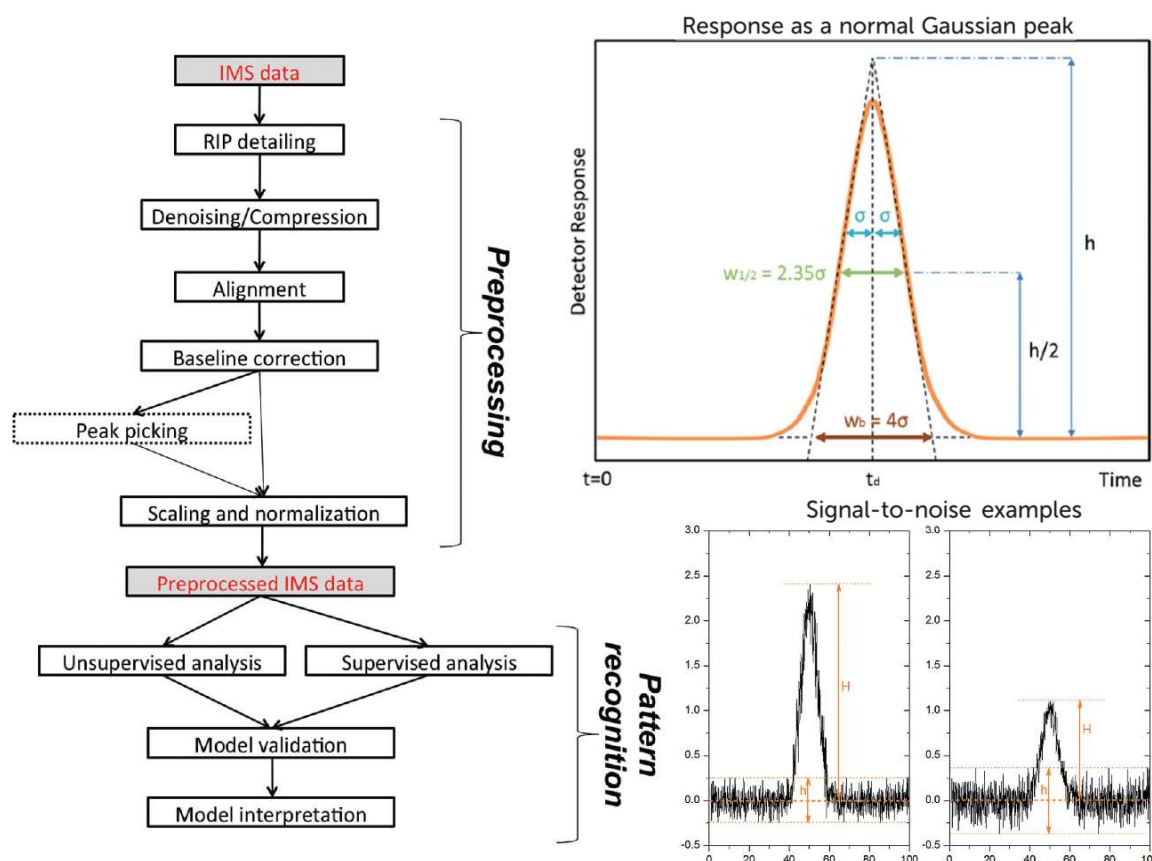 IMS data
RIP detailing
Denoising/Compression
Alignment
Baseline correction
Peak picking
Scaling and normalization
Preprocessed IMS data
Unsupervised analysis
Supervised analysis
Model validation
Model interpretation
Preprocessing
Pattern
recognition
Response as a normal Gaussian peak
Detector Response
σ σ
w1/2 = 2.35σ
h
h/2
wb = 4σ
t=0
td
Time
Signal-to-noise examples
3.0
2.5
2.0
1.5
1.0
0.5
0.0
-0.5
H
h
0 20 40 60 80 100
3.0
2.5
2.0
1.5
1.0
0.5
0.0
-0.5
H
h
0 20 40 60 80 100